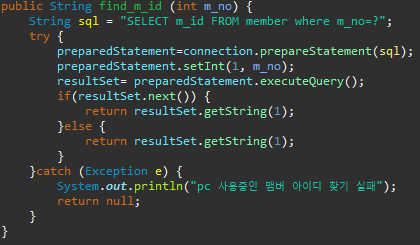 public String find_m_id (int m_no) {
    String sql = "SELECT m_id FROM member where m_no=?";
    try {
        preparedStatement=connection.prepareStatement(sql);
        preparedStatement.setInt(1, m_no);
        resultSet= preparedStatement.executeQuery();
        if(resultSet.next()) {
            return resultSet.getString(1);
        }else {
            return resultSet.getString(1);
        }
    }catch (Exception e) {
        System.out.println("pc 사용중인 맴버 아이디 찾기 실패");
        return null;
    }
}